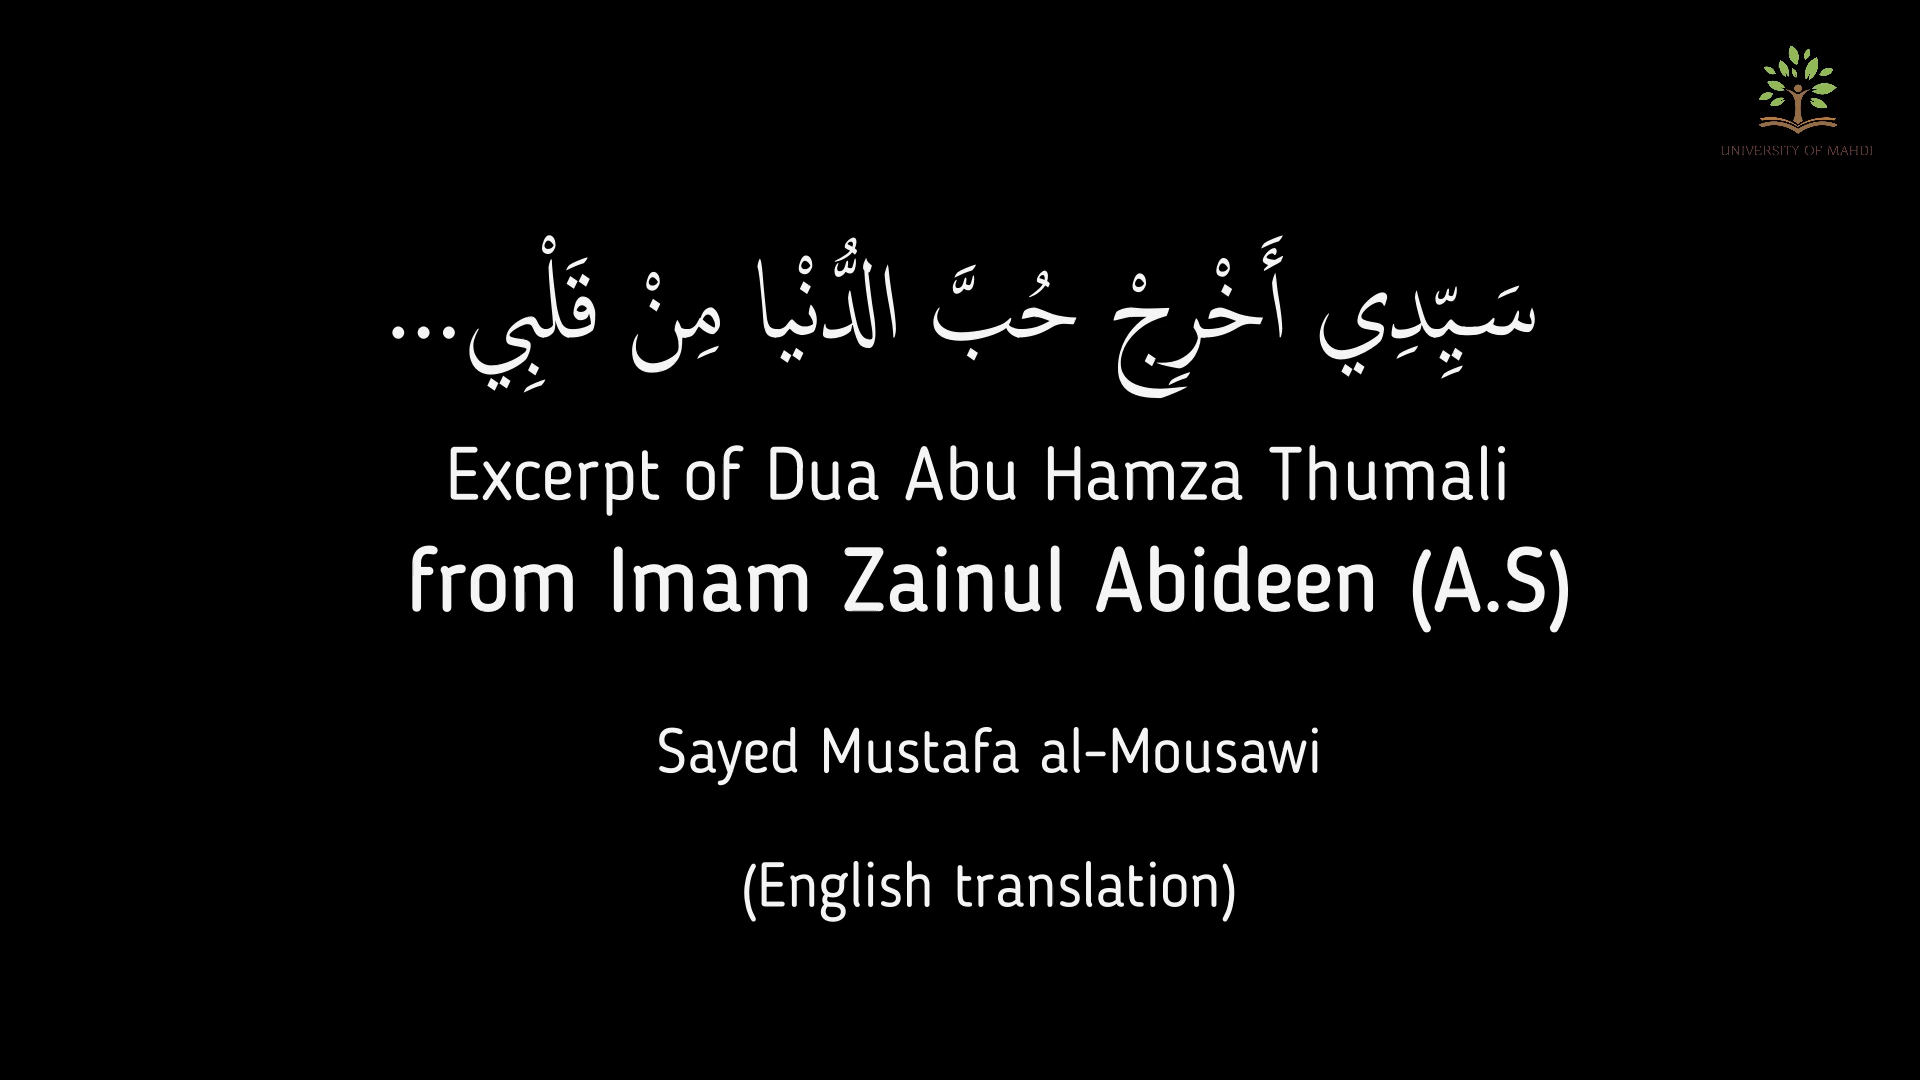 UNIVERSITY OF MAHDI
سَيِّدِي أَخْرِجْ حُبَّ الدُّنْيا مِنْ قَلْبِي...
Excerpt of Dua Abu Hamza Thumali
from Imam Zainul Abideen (A.S)
Sayed Mustafa al-Mousawi
(English translation)